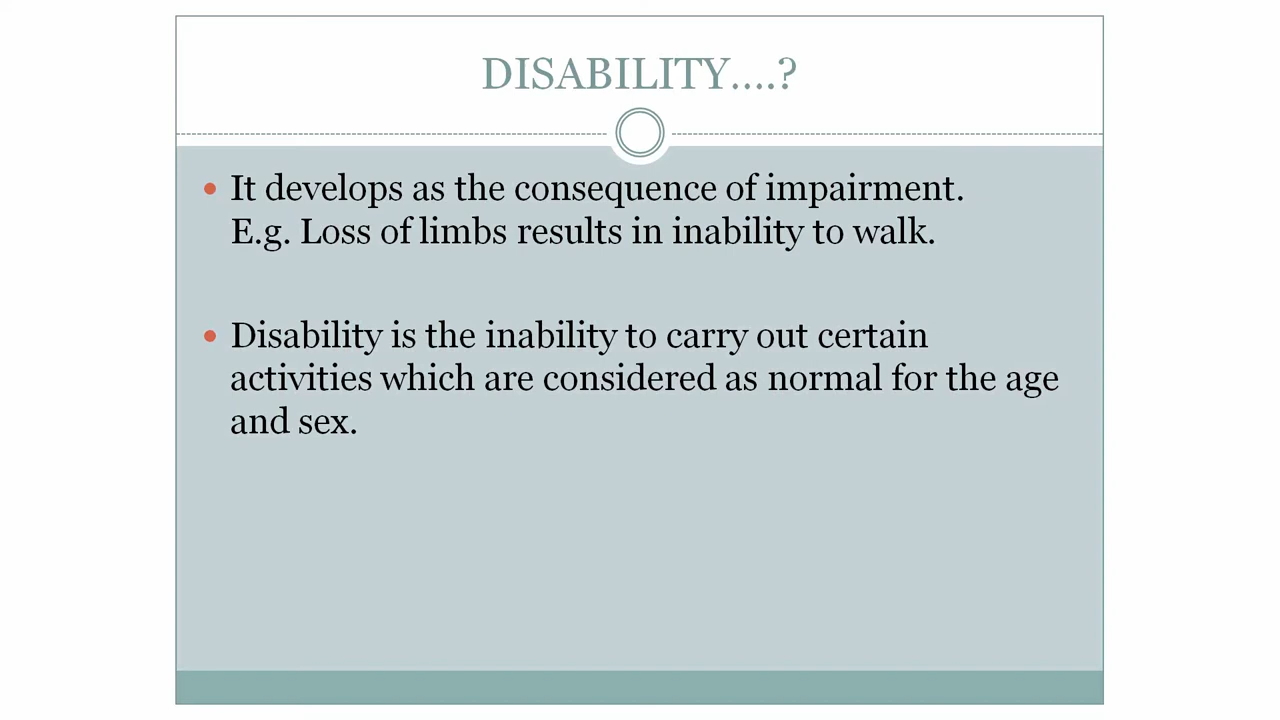 DISABILITY....?
• It develops as the consequence of impairment.
E.g. Loss of limbs results in inability to walk.
• Disability is the inability to carry out certain
activities which are considered as normal for the age
and sex.